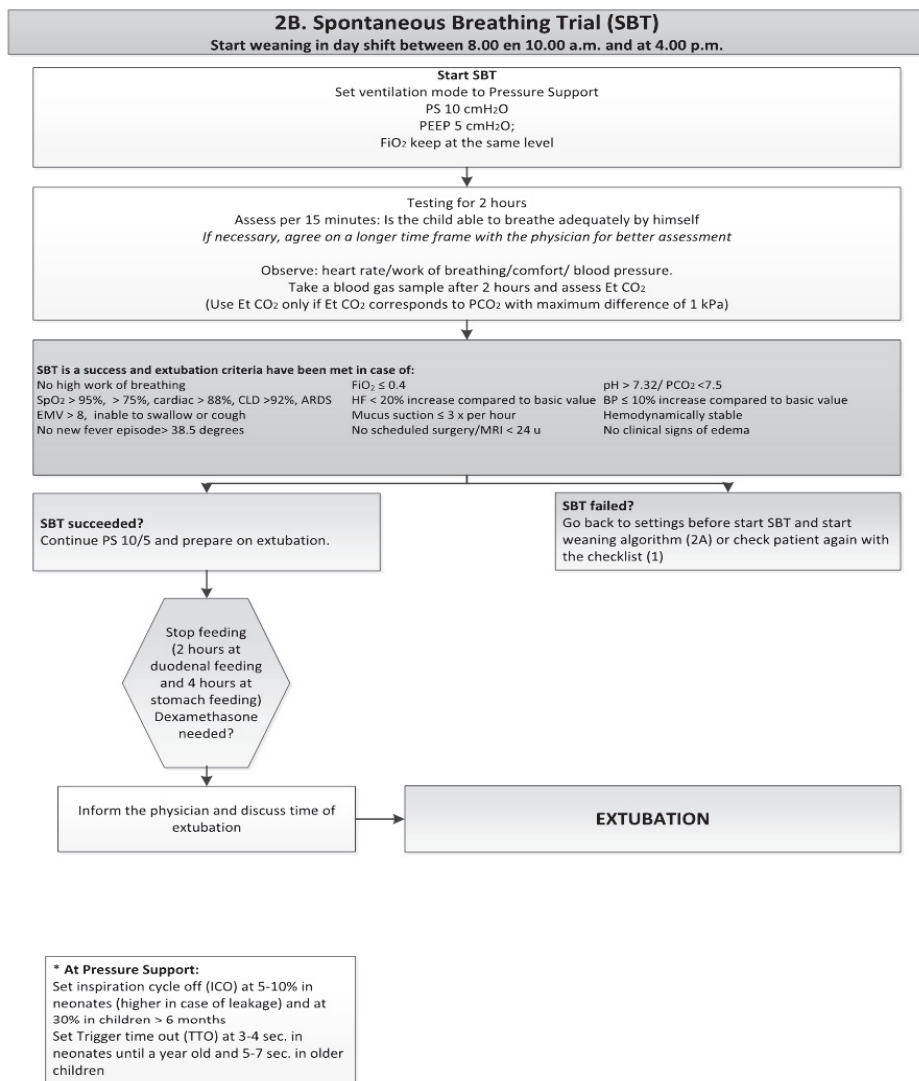 2B. Spontaneous Breathing Trial (SBT)
Start weaning in day shift between 8.00 en 10.00 a.m. and at 4.00 p.m.
Start SBT
Set ventilation mode to Pressure Support
PS 10 cmH2O
PEEP 5 cmH2O;
FiO2 keep at the same level
Testing for 2 hours
Assess per 15 minutes: Is the child able to breathe adequately by himself
If necessary, agree on a longer time frame with the physician for better assessment
Observe: heart rate/work of breathing/comfort/ blood pressure.
Take a blood gas sample after 2 hours and assess Et CO2
(Use Et CO2 only if Et CO2 corresponds to PCO2 with maximum difference of 1 kPa)
SBT is a success and extubation criteria have been met in case of:
No high work of breathing FiO2 ≤ 0.4 pH > 7.32/ PCO2 <7.5
SpO2 > 95%, > 75%, cardiac > 88%, CLD >92%, ARDS HF < 20% increase compared to basic value BP ≤ 10% increase compared to basic value
EMV > 8, inable to swallow or cough Mucus suction ≤ 3 x per hour Hemodynamically stable
No new fever episode> 38.5 degrees No scheduled surgery/MRI < 24 u No clinical signs of edema
SBT succeeded?
Continue PS 10/5 and prepare on extubation.
SBT failed?
Go back to settings before start SBT and start
weaning algorithm (2A) or check patient again with
the checklist (1)
Stop feeding
(2 hours at
duodenal feeding
and 4 hours at
stomach feeding)
Dexamethasone
needed?
Inform the physician and discuss time of
extubation
EXTUBATION
* At Pressure Support:
Set inspiration cycle off (ICO) at 5-10% in
neonates (higher in case of leakage) and at
30% in children > 6 months
Set Trigger time out (TTO) at 3-4 sec. in
neonates until a year old and 5-7 sec. in older
children